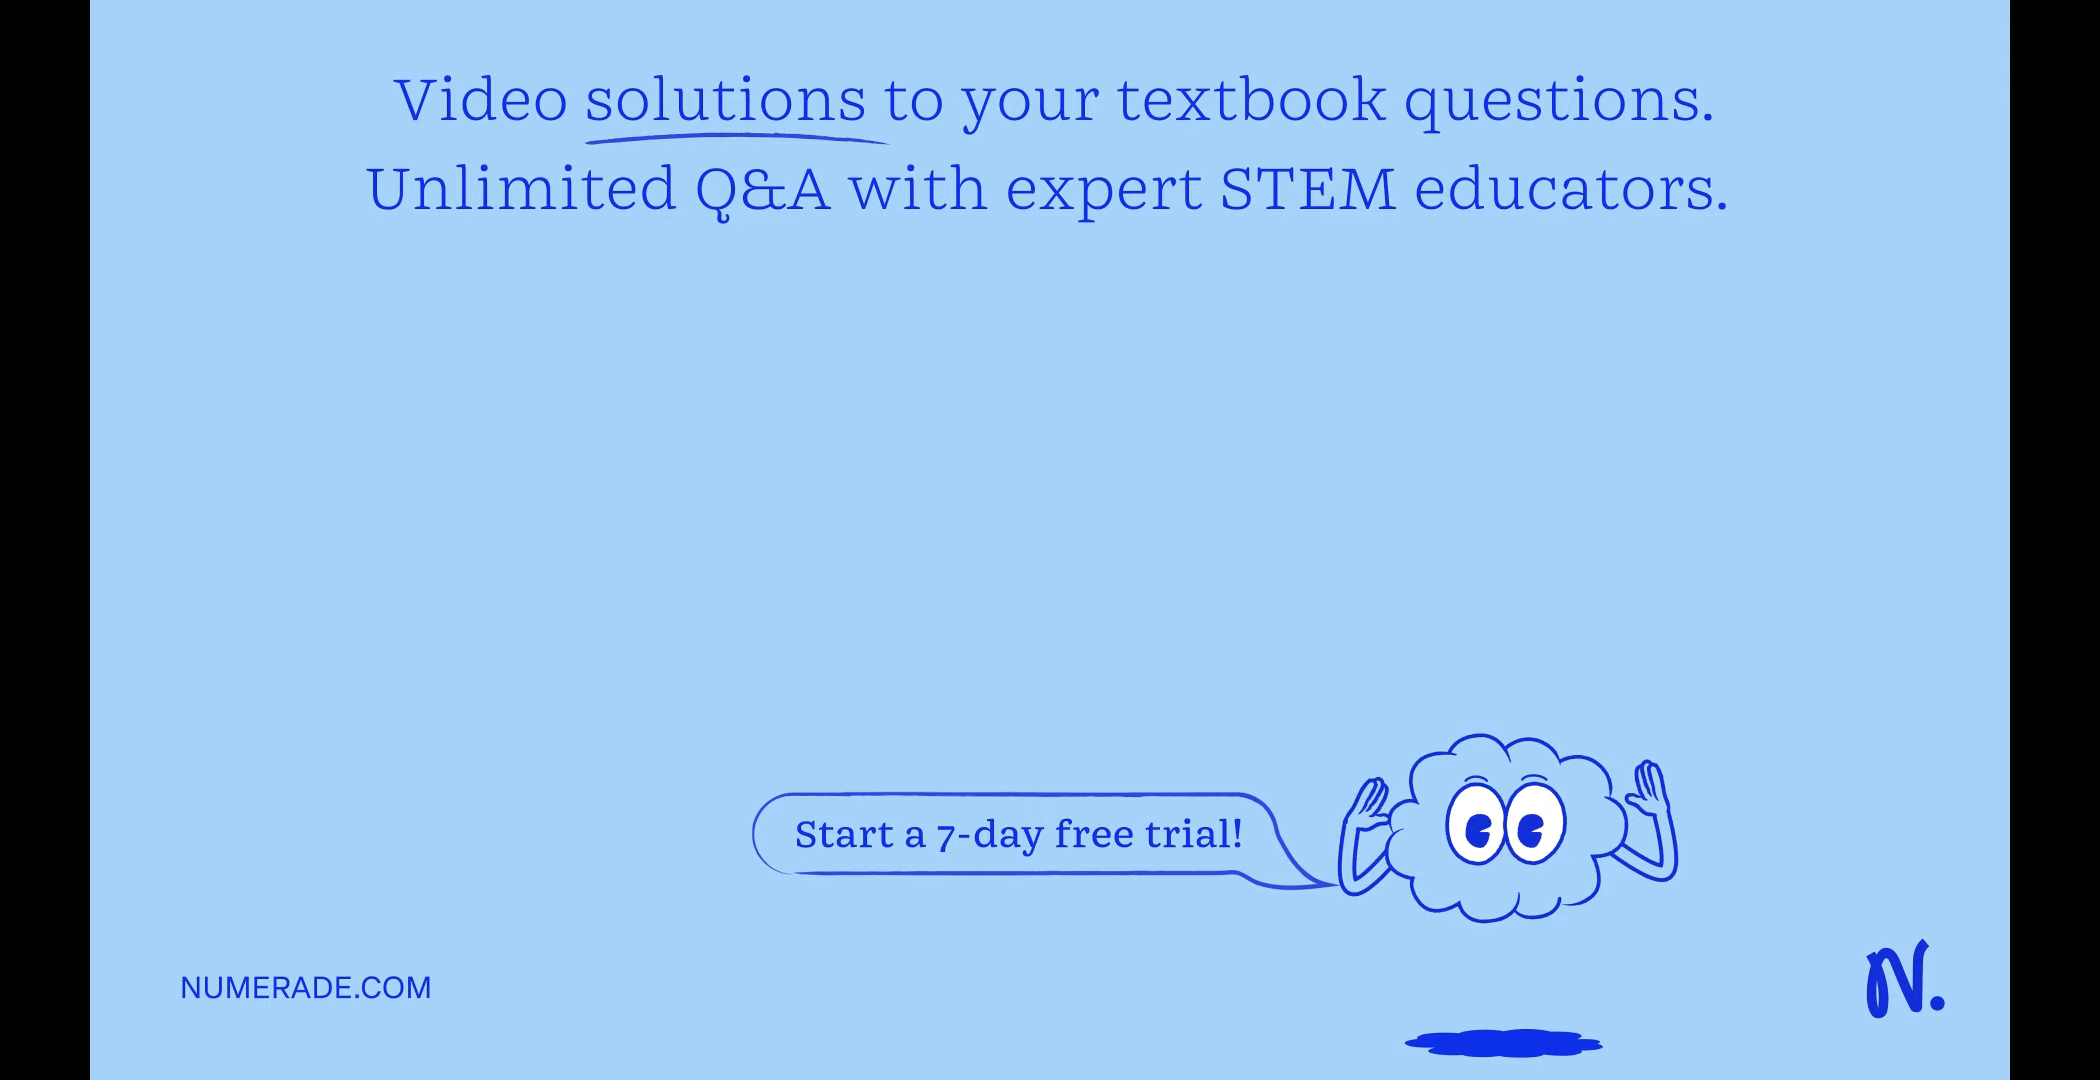 Video solutions to your textbook questions.
Unlimited Q&A with expert STEM educators.
Start a 7-day free trial!
NUMERADE.COM
N.